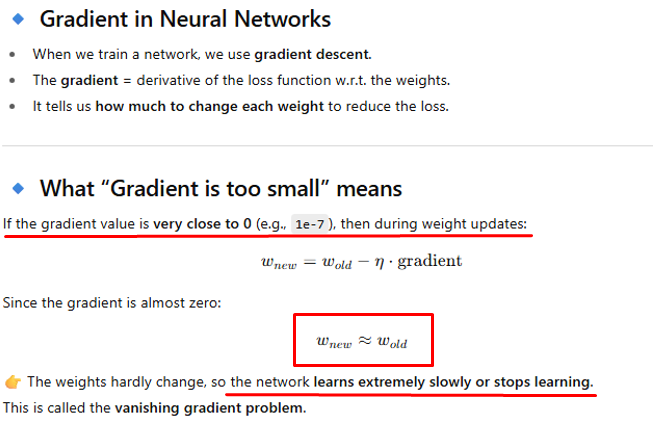 🔹 Gradient in Neural Networks
• When we train a network, we use gradient descent.
• The gradient = derivative of the loss function w.r.t. the weights.
• It tells us how much to change each weight to reduce the loss.
🔹 What “Gradient is too small” means
If the gradient value is very close to 0 (e.g., 1e-7), then during weight updates:
w_new = w_old − η · gradient
Since the gradient is almost zero:
w_new ≈ w_old
👉 The weights hardly change, so the network learns extremely slowly or stops learning.
This is called the vanishing gradient problem.